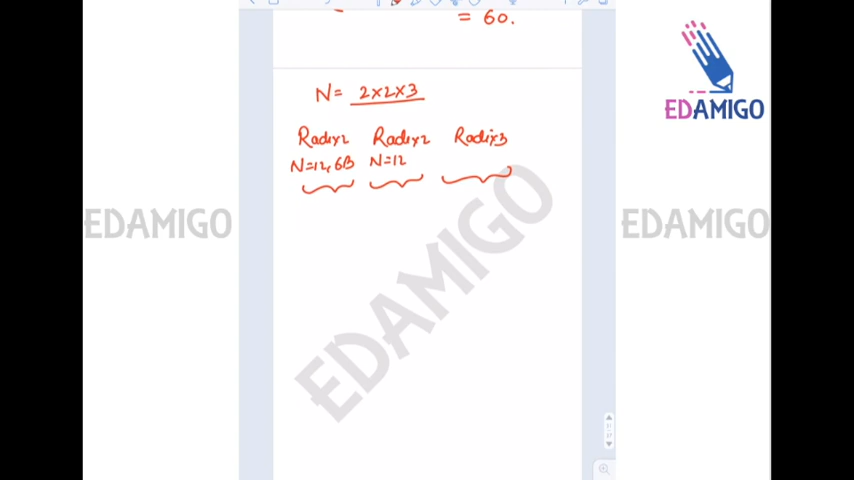 = 60.
N= 2×2×3
Radix2 Radix2 Radix3
N=12, 6B N=12
EDAMIGO
EDAMIGO
EDAMIGO
EDAMIGO